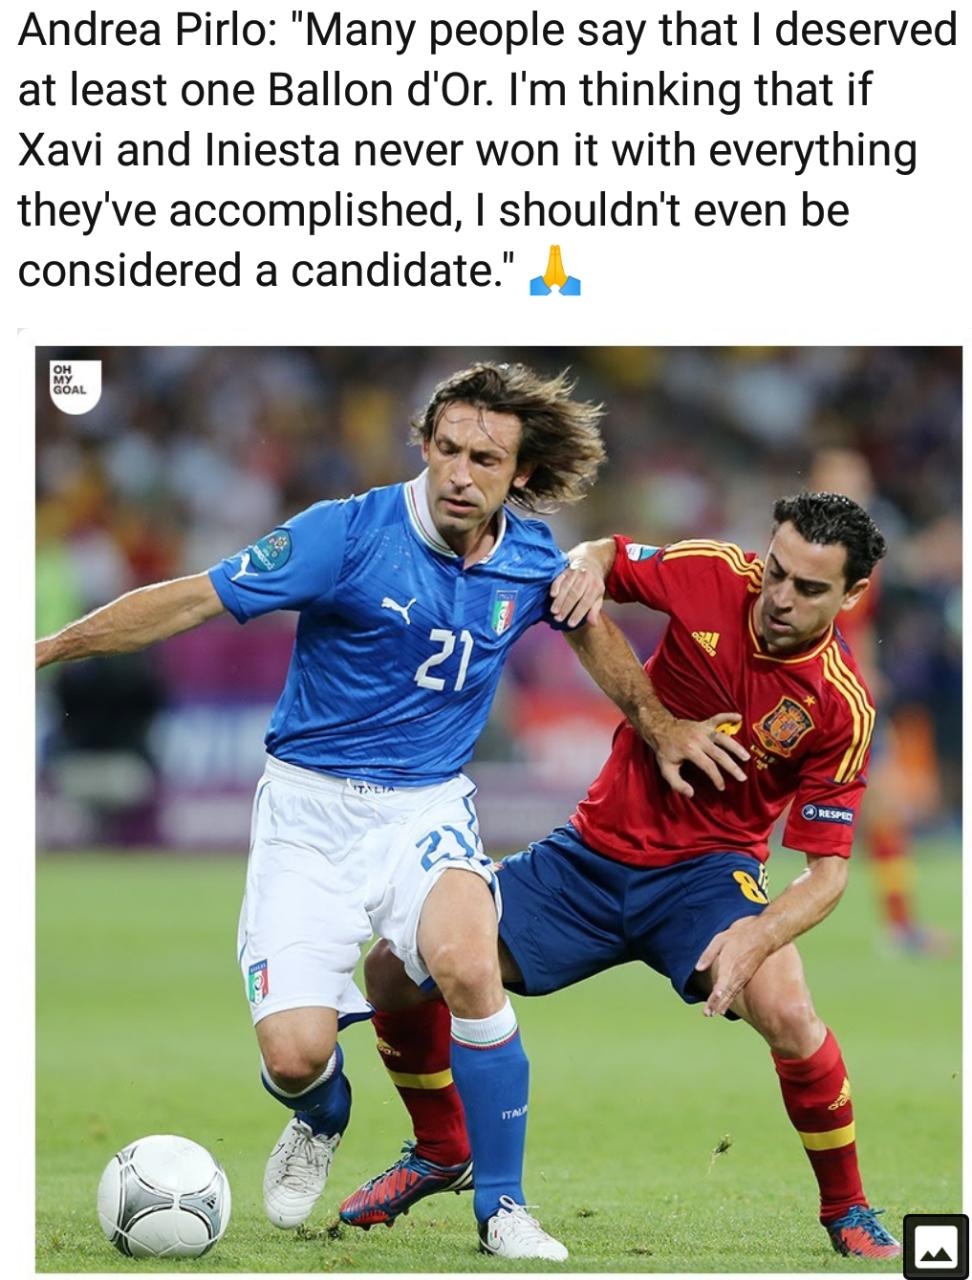 Andrea Pirlo: "Many people say that I deserved
at least one Ballon d'Or. I'm thinking that if
Xavi and Iniesta never won it with everything
they've accomplished, I shouldn't even be
considered a candidate." 🙏
OH
MY
GOAL
21
adidas
RESPECT
ITALIA
21
8
ITALIA